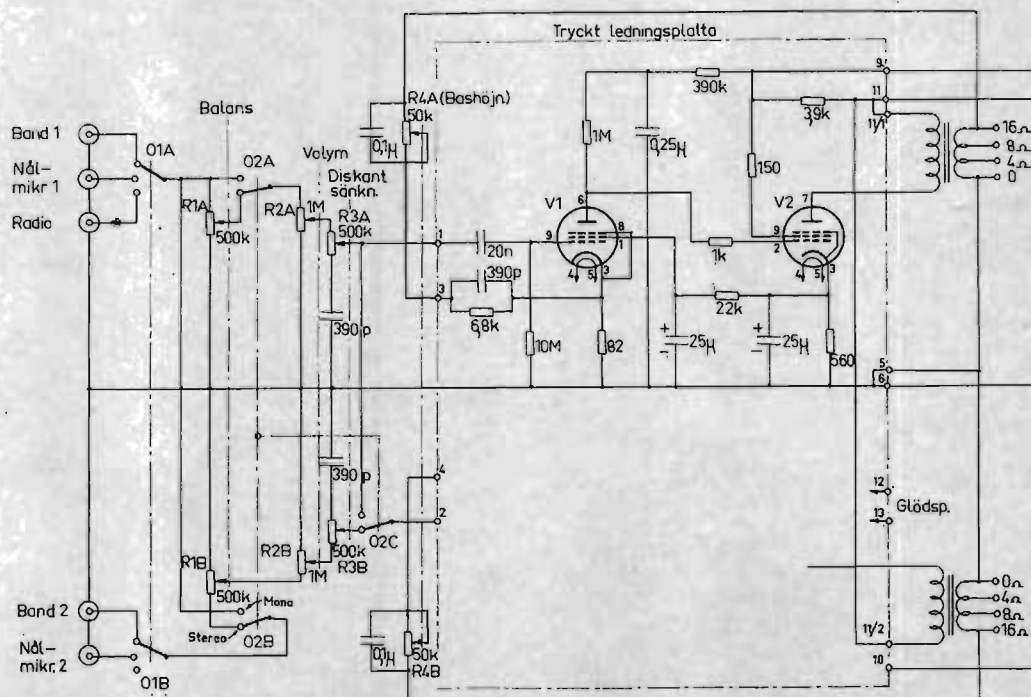 Tryckt ledningsplatta
9
390k
11
11/1
3,9k
R4A (Bashöjn)
50k
0,1µ
Balans
Volym
Diskant
sänkn.
Band 1
Nål-
mikr 1
Radio
O1A
O2A
R1A
500k
R2A
1M
R3A
500k
390p
1
3
20n
390p
6,8k
10M
82
1M
0,25µ
V1
6
9
8
1
4
5
3
150
1k
V2
7
9
2
4
5
3
22k
25µ
25µ
560
16Ω
8Ω
4Ω
0
5
6
390p
4
2
O2C
500k
R3B
R2B
1M
R1B
500k
Mono
Stereo
O2B
Band 2
Nål-
mikr. 2
O1B
0,1µ
50k
R4B
12
13
Glödsp.
0Ω
4Ω
8Ω
16Ω
11/2
10
+
-
+
-